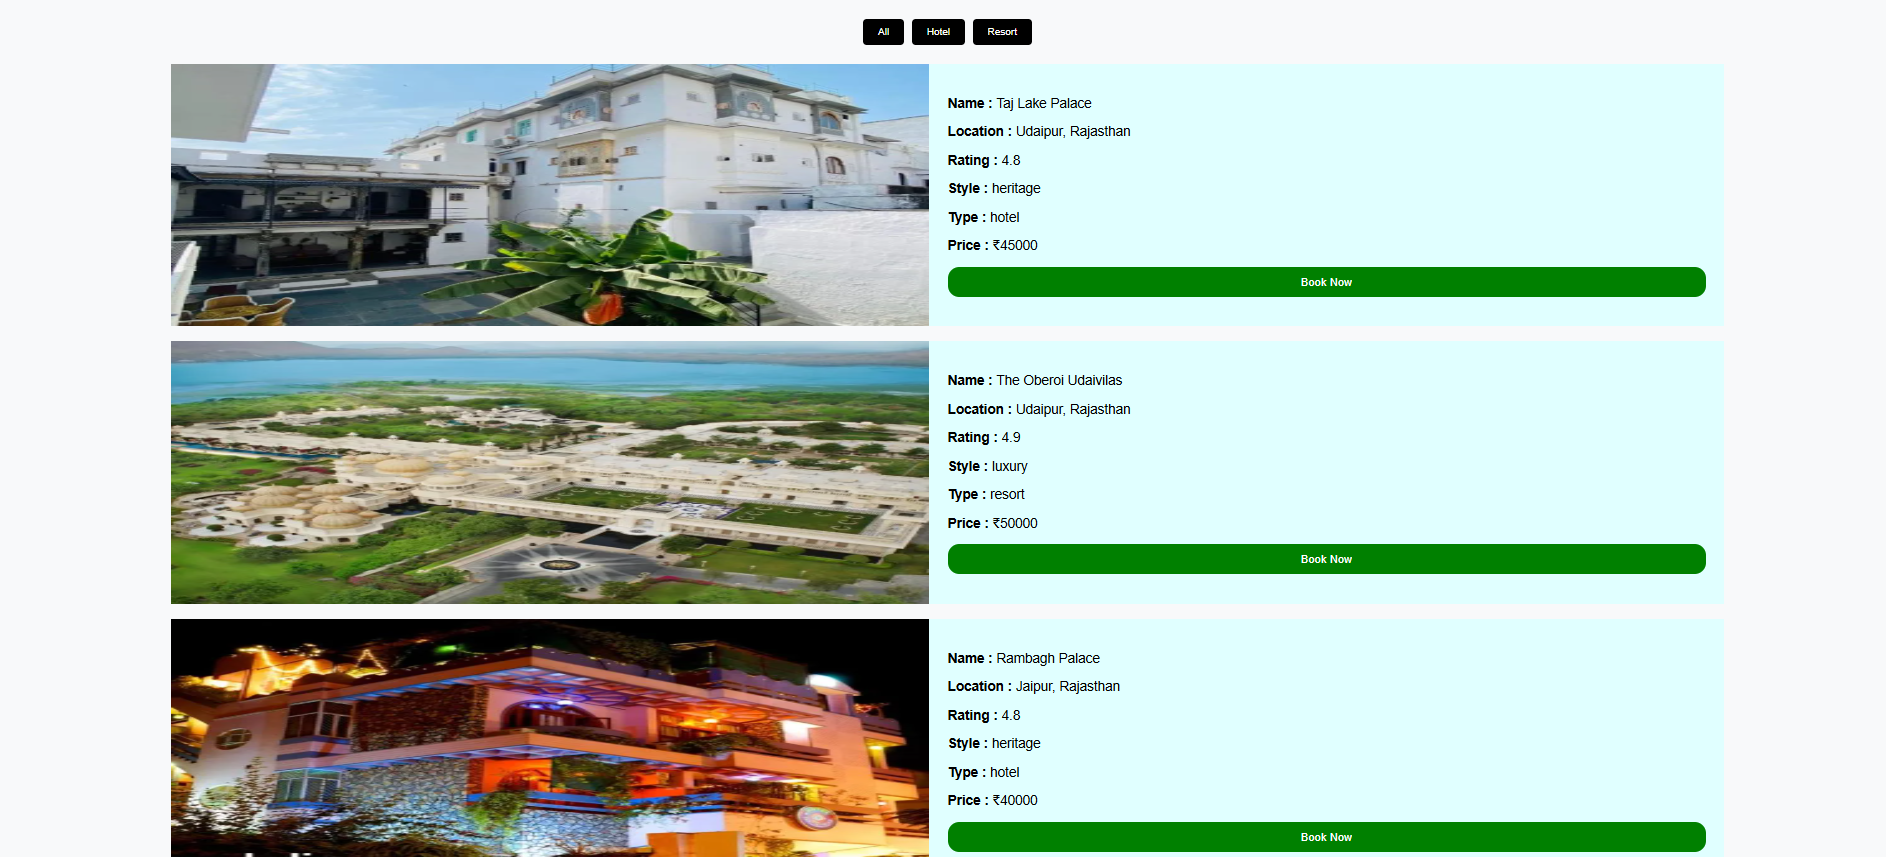 All Hotel Resort
Name : Taj Lake Palace
Location : Udaipur, Rajasthan
Rating : 4.8
Style : heritage
Type : hotel
Price : ₹45000
Book Now
Name : The Oberoi Udaivilas
Location : Udaipur, Rajasthan
Rating : 4.9
Style : luxury
Type : resort
Price : ₹50000
Book Now
Name : Rambagh Palace
Location : Jaipur, Rajasthan
Rating : 4.8
Style : heritage
Type : hotel
Price : ₹40000
Book Now